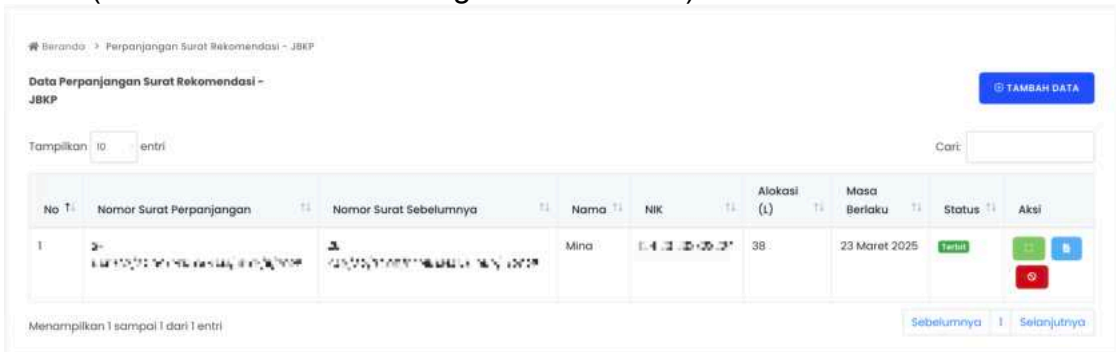 Beranda > Perpanjangan Surat Rekomendasi - JBKP
Data Perpanjangan Surat Rekomendasi -
JBKP
TAMBAH DATA
Tampilkan 10 entri
Cari:
No Nomor Surat Perpanjangan Nomor Surat Sebelumnya Nama NIK Alokasi (L) Masa Berlaku Status Aksi
1 Mina 38 23 Maret 2025 Terbit
Menampilkan 1 sampai 1 dari 1 entri
Sebelumnya 1 Selanjutnya